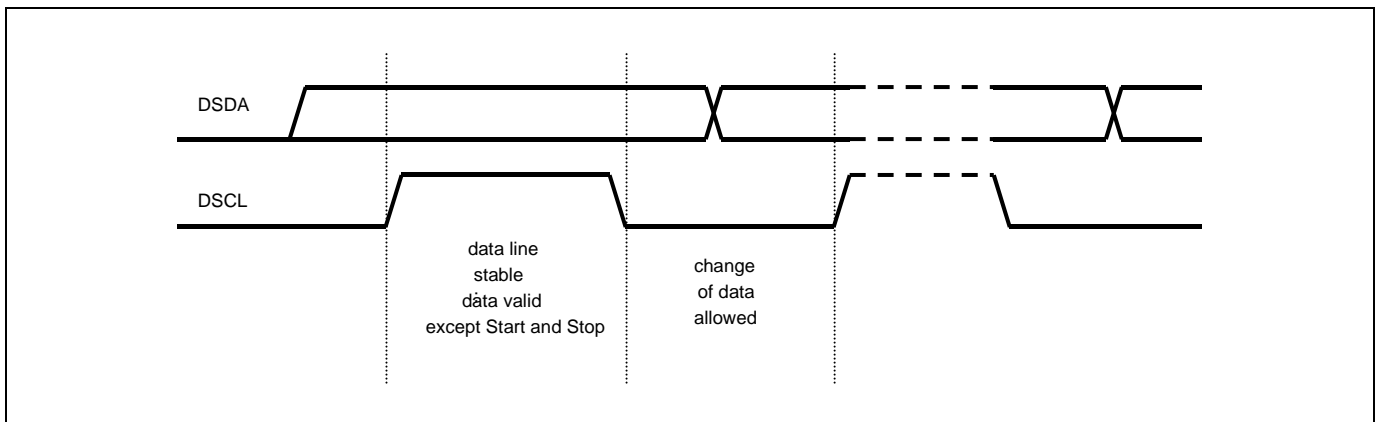 DSDA
DSCL
data line
stable
data valid
except Start and Stop
change
of data
allowed